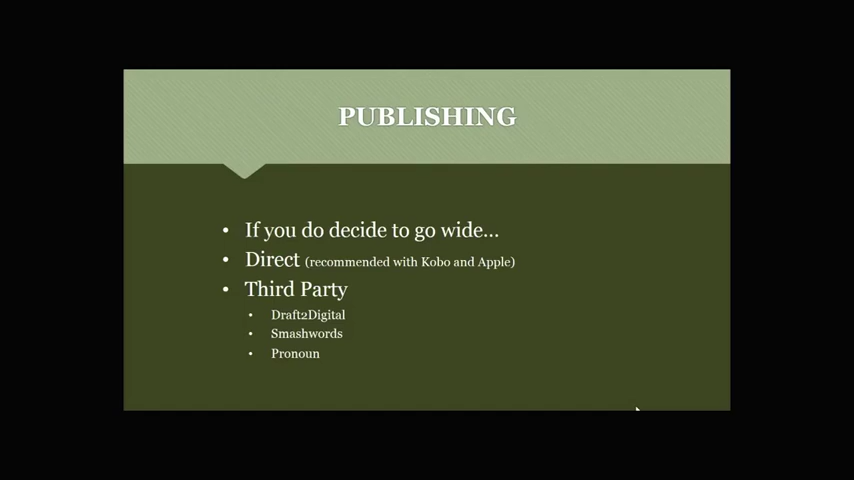 PUBLISHING
• If you do decide to go wide...
• Direct (recommended with Kobo and Apple)
• Third Party
• Draft2Digital
• Smashwords
• Pronoun